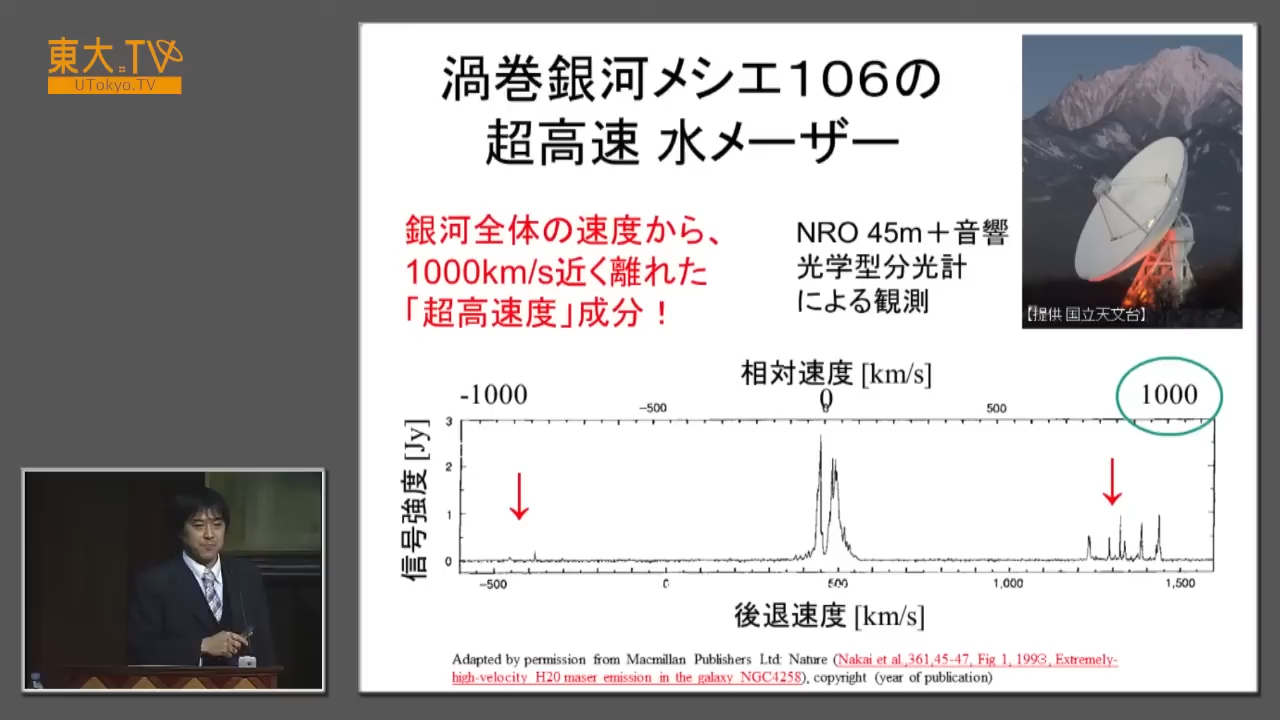 東大.TV
UTokyo.TV
渦巻銀河メシエ106の
超高速 水メーザー
銀河全体の速度から、
1000km/s近く離れた
「超高速度」成分！
NRO 45m＋音響
光学型分光計
による観測
【提供 国立天文台】
相対速度 [km/s]
-1000
−500
0
500
1000
信号強度 [Jy]
3
2
1
0
−500
0
500
1,000
1,500
後退速度 [km/s]
Adapted by permission from Macmillan Publishers Ltd: Nature (Nakai et al.,361,45-47, Fig 1, 1993, Extremely-
high-velocity H20 maser emission in the galaxy NGC4258), copyright (year of publication)